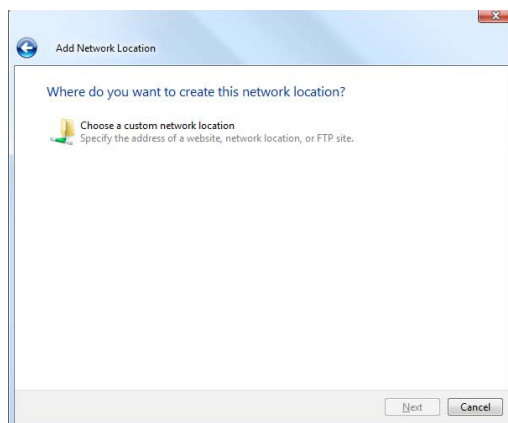 Add Network Location
Where do you want to create this network location?
Choose a custom network location
Specify the address of a website, network location, or FTP site.
Next
Cancel